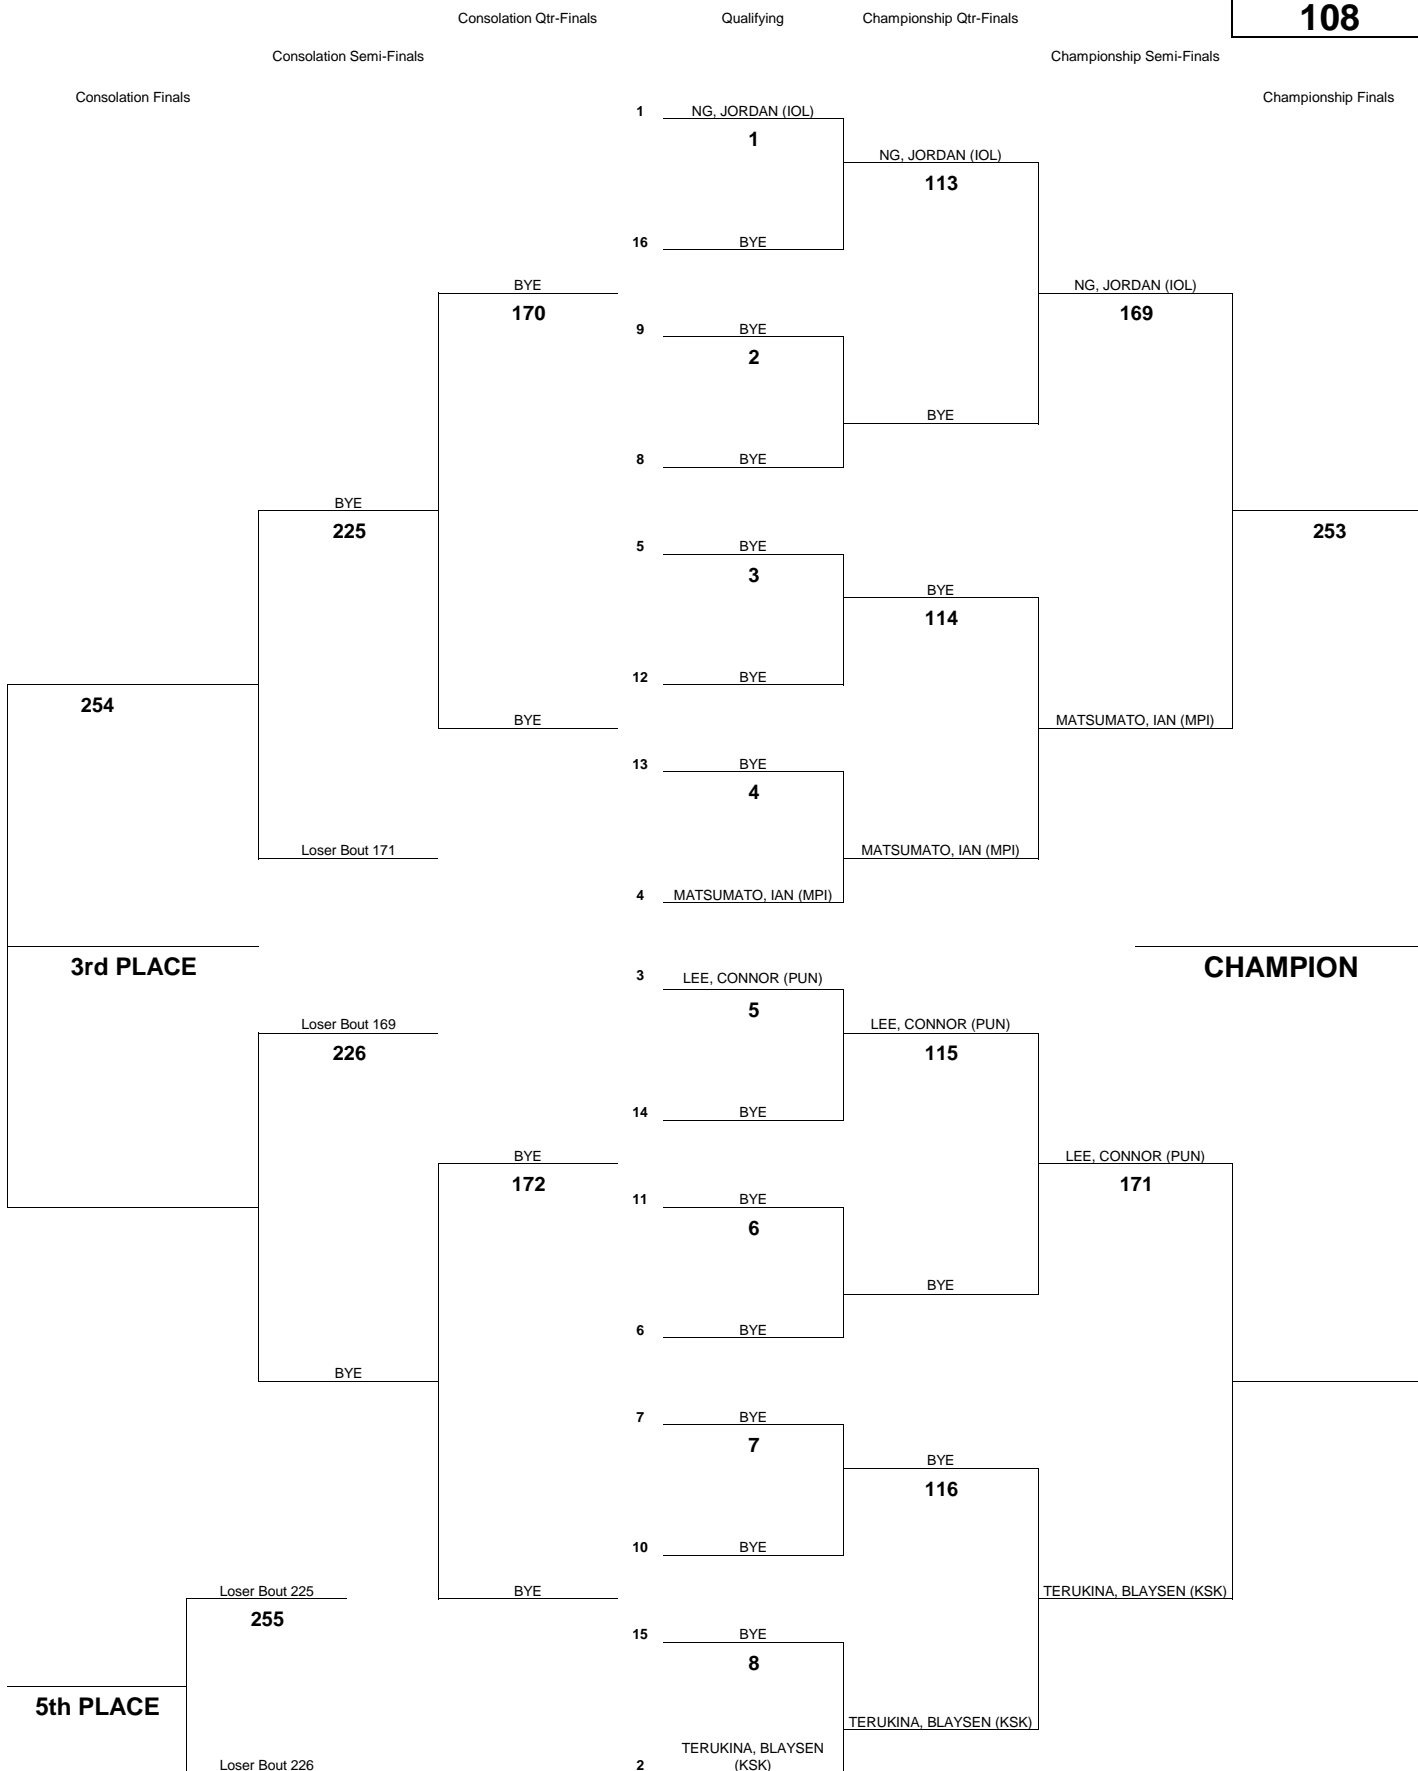 Consolation Qtr-Finals Qualifying Championship Qtr-Finals 108
Consolation Semi-Finals Championship Semi-Finals
Consolation Finals Championship Finals
1 NG, JORDAN (IOL)
1
NG, JORDAN (IOL)
113
16 BYE
BYE NG, JORDAN (IOL)
170 169
9 BYE
2
BYE
8 BYE
BYE
225 253
5 BYE
3
BYE
114
12 BYE
254
BYE MATSUMATO, IAN (MPI)
13 BYE
4
Loser Bout 171 MATSUMATO, IAN (MPI)
4 MATSUMATO, IAN (MPI)
3rd PLACE CHAMPION
3 LEE, CONNOR (PUN)
5
Loser Bout 169 LEE, CONNOR (PUN)
226 115
14 BYE
BYE LEE, CONNOR (PUN)
172 171
11 BYE
6
BYE
6 BYE
BYE
7 BYE
7
BYE
116
10 BYE
Loser Bout 225 BYE TERUKINA, BLAYSEN (KSK)
255
15 BYE
8
5th PLACE
TERUKINA, BLAYSEN (KSK)
TERUKINA, BLAYSEN
Loser Bout 226 2 (KSK)